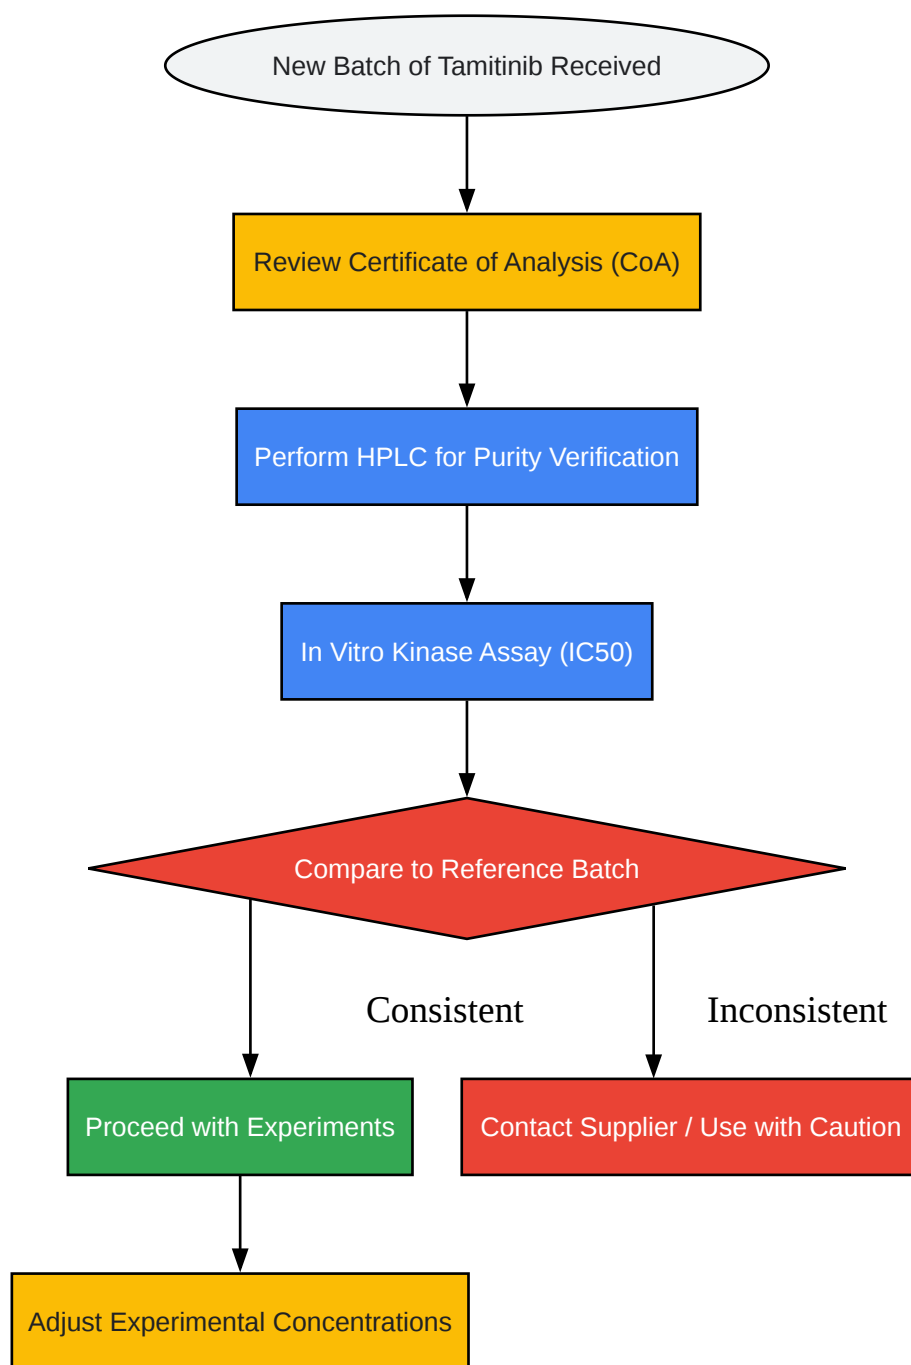 New Batch of Tamitinib Received
Review Certificate of Analysis (CoA)
Perform HPLC for Purity Verification
In Vitro Kinase Assay (IC50)
Compare to Reference Batch
Consistent
Inconsistent
Proceed with Experiments
Contact Supplier / Use with Caution
Adjust Experimental Concentrations